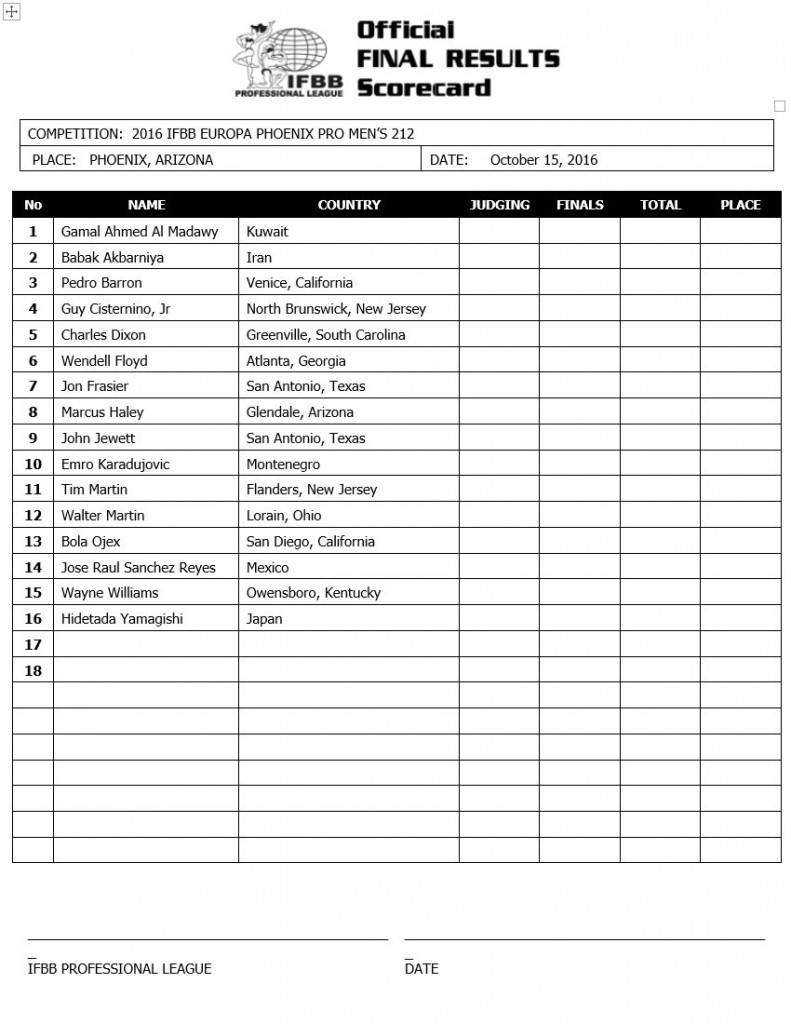 Official
FINAL RESULTS
Scorecard
IFBB
PROFESSIONAL LEAGUE
COMPETITION: 2016 IFBB EUROPA PHOENIX PRO MEN'S 212
PLACE: PHOENIX, ARIZONA DATE: October 15, 2016
No NAME COUNTRY JUDGING FINALS TOTAL PLACE
1 Gamal Ahmed Al Madawy Kuwait
2 Babak Akbarniya Iran
3 Pedro Barron Venice, California
4 Guy Cisternino, Jr North Brunswick, New Jersey
5 Charles Dixon Greenville, South Carolina
6 Wendell Floyd Atlanta, Georgia
7 Jon Frasier San Antonio, Texas
8 Marcus Haley Glendale, Arizona
9 John Jewett San Antonio, Texas
10 Emro Karadujovic Montenegro
11 Tim Martin Flanders, New Jersey
12 Walter Martin Lorain, Ohio
13 Bola Ojex San Diego, California
14 Jose Raul Sanchez Reyes Mexico
15 Wayne Williams Owensboro, Kentucky
16 Hidetada Yamagishi Japan
17
18
IFBB PROFESSIONAL LEAGUE DATE